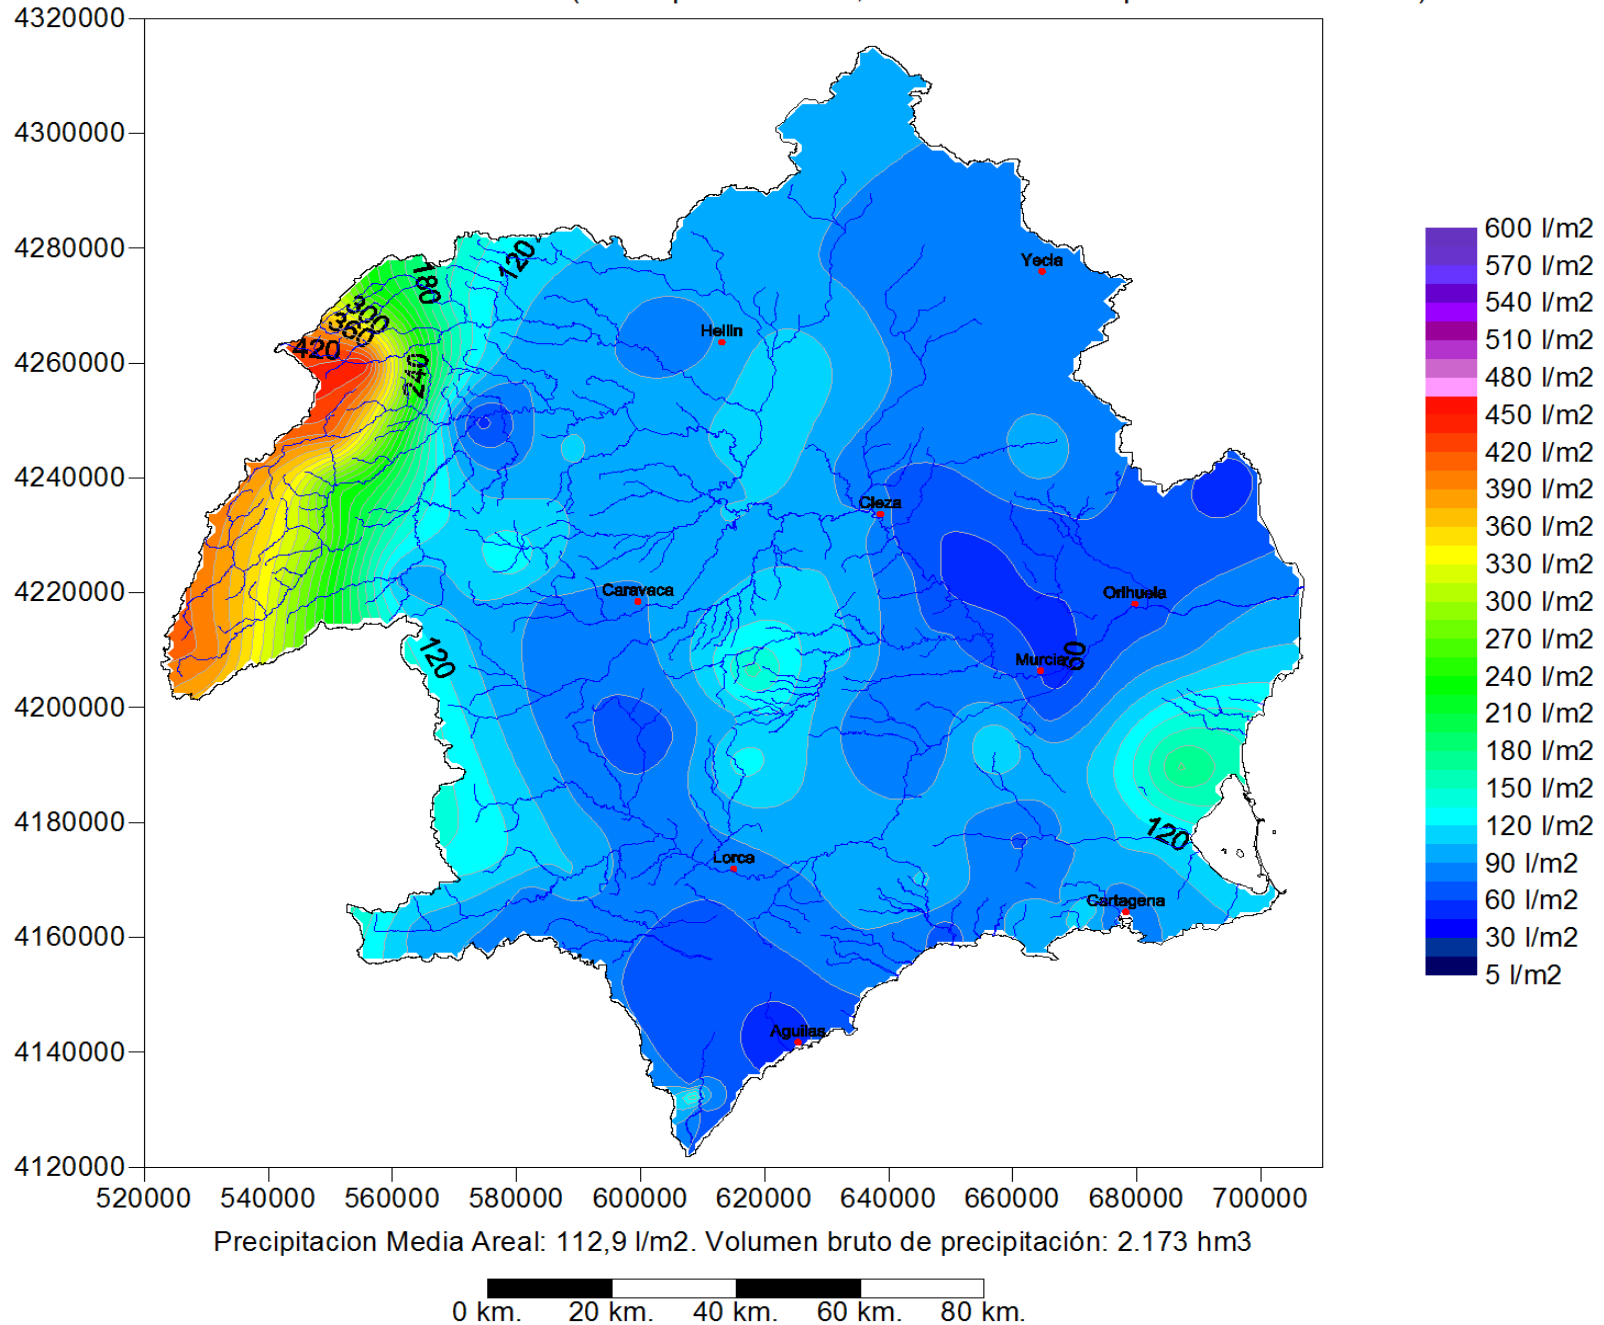 4320000
4300000
4280000
4260000
4240000
4220000
4200000
4180000
4160000
4140000
4120000
520000 540000 560000 580000 600000 620000 640000 660000 680000 700000
120
180
300
360
420
240
120
60
120
Yecla
Hellin
Cieza
Caravaca
Orihuela
Murcia
Lorca
Cartagena
Aguilas
600 l/m2
570 l/m2
540 l/m2
510 l/m2
480 l/m2
450 l/m2
420 l/m2
390 l/m2
360 l/m2
330 l/m2
300 l/m2
270 l/m2
240 l/m2
210 l/m2
180 l/m2
150 l/m2
120 l/m2
90 l/m2
60 l/m2
30 l/m2
5 l/m2
Precipitacion Media Areal: 112,9 l/m2. Volumen bruto de precipitación: 2.173 hm3
0 km. 20 km. 40 km. 60 km. 80 km.